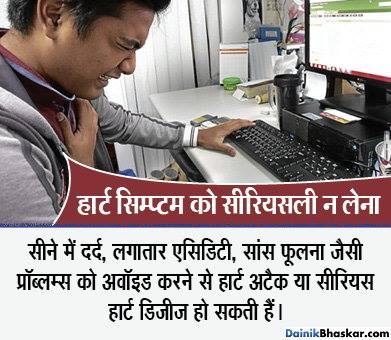 हार्ट सिम्प्टम को सीरियसली न लेना
सीने में दर्द, लगातार एसिडिटी, सांस फूलना जैसी
प्रॉब्लम्स को अवॉइड करने से हार्ट अटैक या सीरियस
हार्ट डिजीज हो सकती हैं।
DainikBhaskar.com